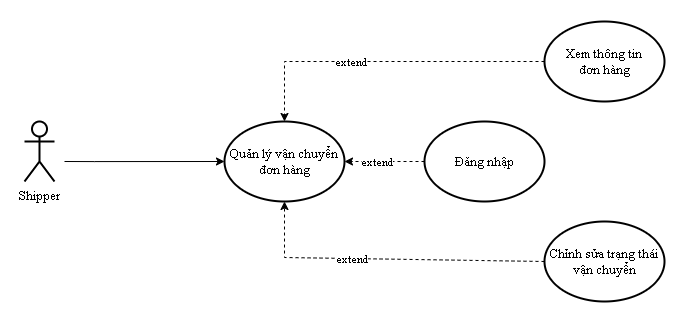 Xem thông tin
đơn hàng
extend
Quản lý vận chuyển
đơn hàng
extend
Đăng nhập
Shipper
extend
Chỉnh sửa trạng thái
vận chuyển